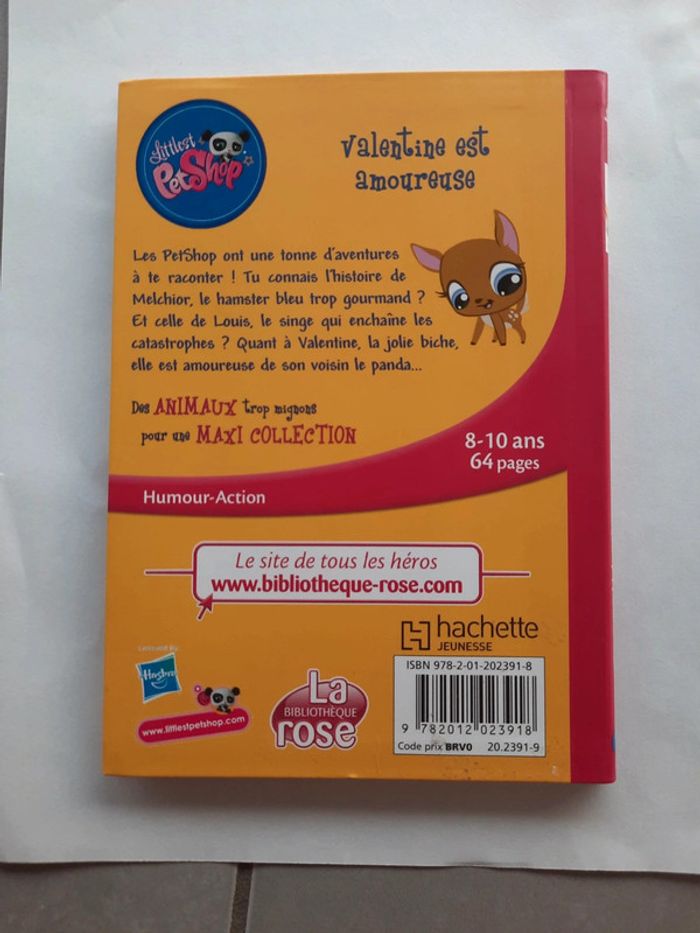 Littlest
PetShop
Valentine est
amoureuse
Les PetShop ont une tonne d'aventures
à te raconter ! Tu connais l'histoire de
Melchior, le hamster bleu trop gourmand ?
Et celle de Louis, le singe qui enchaîne les
catastrophes ? Quant à Valentine, la jolie biche,
elle est amoureuse de son voisin le panda...
Des ANIMAUX trop mignons
pour une MAXI COLLECTION
8-10 ans
64 pages
Humour-Action
Le site de tous les héros
www.bibliotheque-rose.com
hachette
JEUNESSE
Licensed By
Hasbro
www.littlestpetshop.com
La
BIBLIOTHÈQUE
rose
ISBN 978-2-01-202391-8
9 782012 023918
Code prix BRV0 20.2391-9